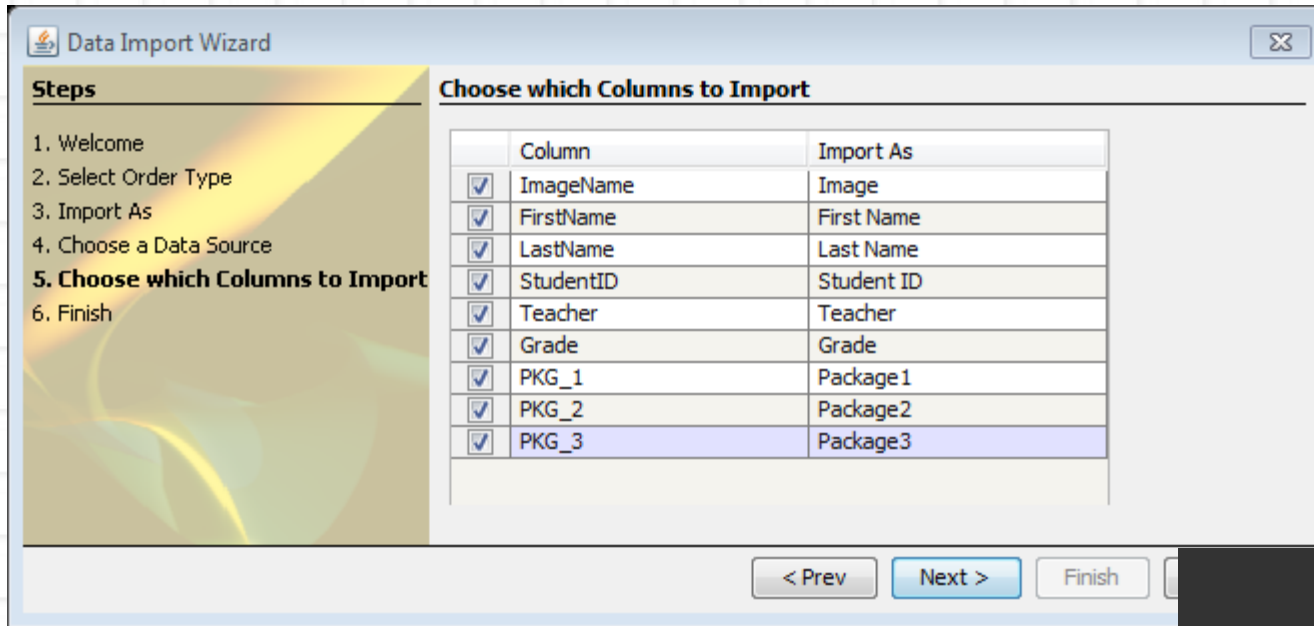 Data Import Wizard
Steps
1. Welcome
2. Select Order Type
3. Import As
4. Choose a Data Source
5. Choose which Columns to Import
6. Finish
Choose which Columns to Import
Column Import As
ImageName Image
FirstName First Name
LastName Last Name
StudentID Student ID
Teacher Teacher
Grade Grade
PKG_1 Package1
PKG_2 Package2
PKG_3 Package3
< Prev Next > Finish